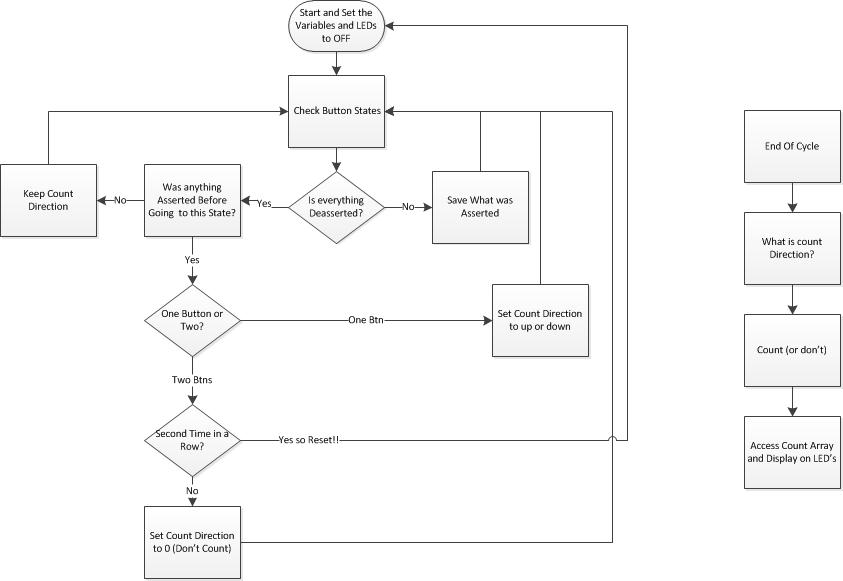 Start and Set the
Variables and LEDs
to OFF
Check Button States
Is everything
Deasserted?
Yes
No
Save What was
Asserted
Was anything
Asserted Before
Going to this State?
No
Keep Count
Direction
Yes
One Button or
Two?
One Btn
Set Count Direction
to up or down
Two Btns
Second Time in a
Row?
Yes so Reset!!
No
Set Count Direction
to 0 (Don't Count)
End Of Cycle
What is count
Direction?
Count (or don't)
Access Count Array
and Display on LED's